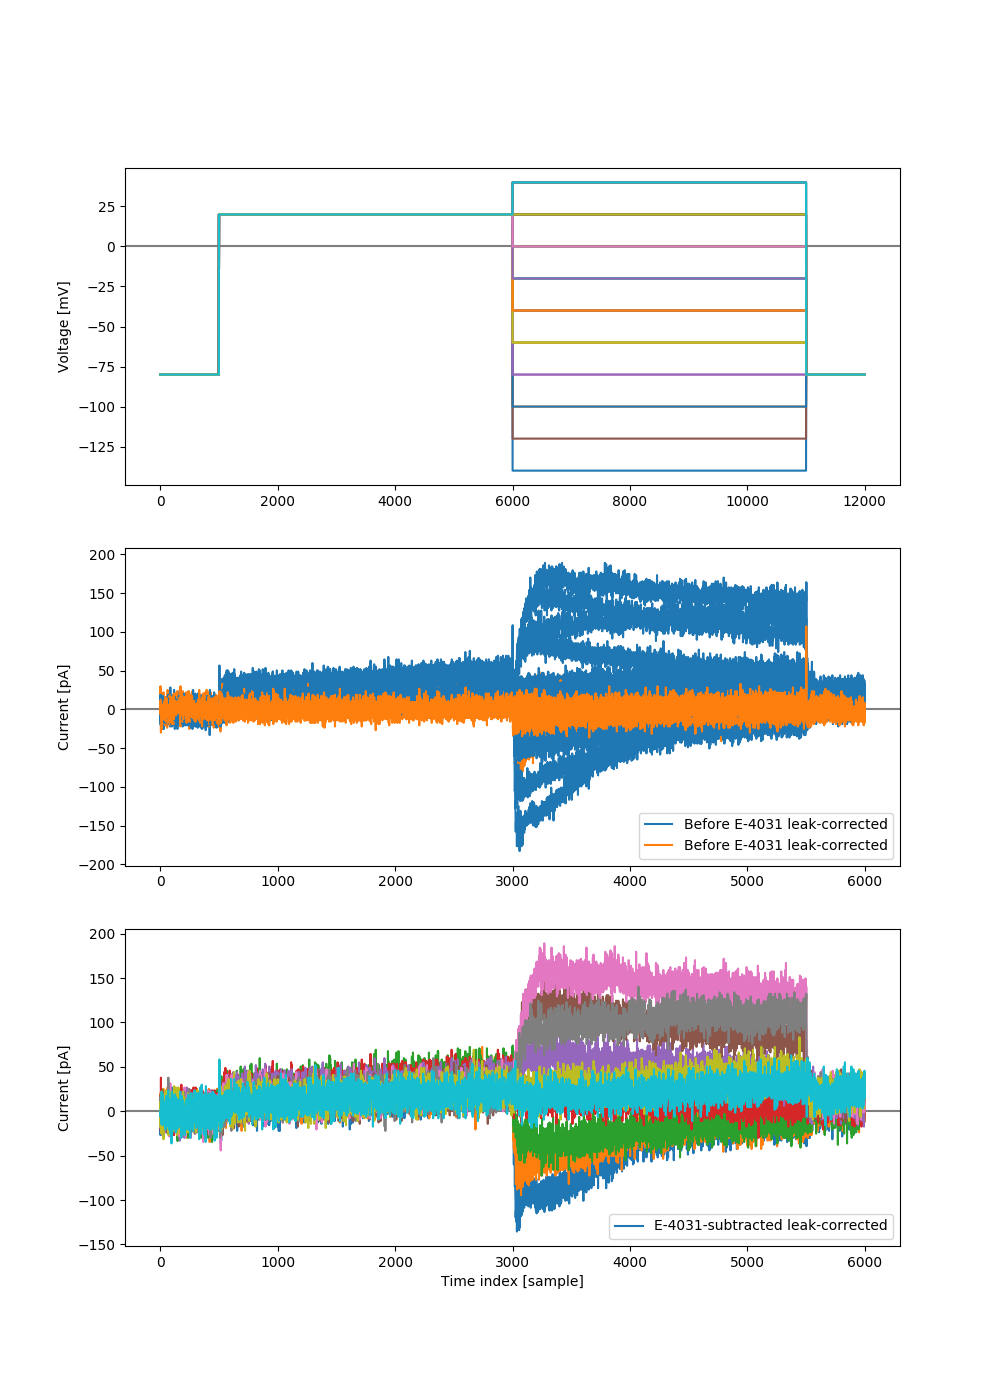 25
0
−25
−50
−75
−100
−125
Voltage [mV]
0 2000 4000 6000 8000 10000 12000
200
150
100
50
0
−50
−100
−150
−200
Current [pA]
Before E-4031 leak-corrected
Before E-4031 leak-corrected
0 1000 2000 3000 4000 5000 6000
200
150
100
50
0
−50
−100
−150
Current [pA]
E-4031-subtracted leak-corrected
0 1000 2000 3000 4000 5000 6000
Time index [sample]